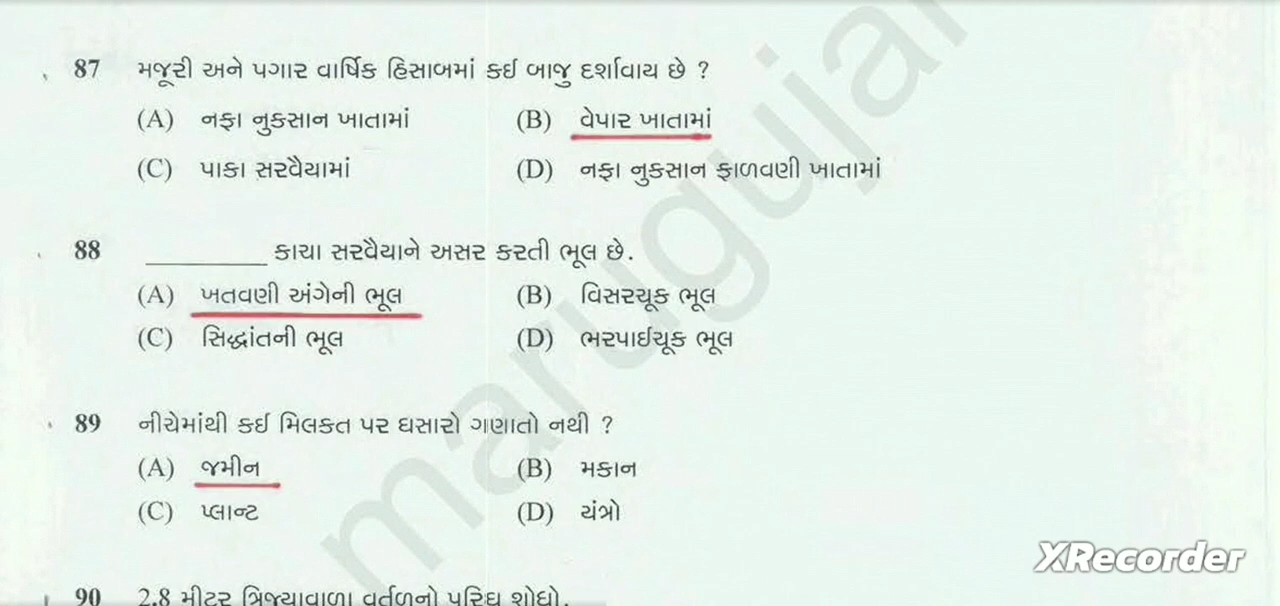 87 મજૂરી અને પગાર વાર્ષિક હિસાબમાં કઈ બાજુ દર્શાવાય છે ?
(A) નફા નુકસાન ખાતામાં (B) વેપાર ખાતામાં
(C) પાકા સરવૈયામાં (D) નફા નુકસાન ફાળવણી ખાતામાં
88 ________ કાચા સરવૈયાને અસર કરતી ભૂલ છે.
(A) ખતવણી અંગેની ભૂલ (B) વિસરચૂક ભૂલ
(C) સિદ્ધાંતની ભૂલ (D) ભરપાઈચૂક ભૂલ
89 નીચેમાંથી કઈ મિલકત પર ઘસારો ગણાતો નથી ?
(A) જમીન (B) મકાન
(C) પ્લાન્ટ (D) યંત્રો
90 2.8 મીટર ત્રિજ્યાવાળા વર્તુળનો પરિઘ શોધો.
marugujar
XRecorder